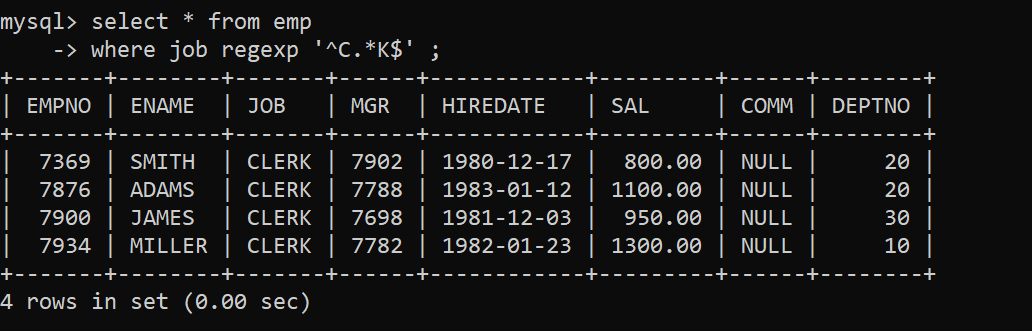 mysql> select * from emp
    -> where job regexp '^C.*K$' ;
+-------+--------+-------+------+------------+---------+------+--------+
| EMPNO | ENAME  | JOB   | MGR  | HIREDATE   | SAL     | COMM | DEPTNO |
+-------+--------+-------+------+------------+---------+------+--------+
|  7369 | SMITH  | CLERK | 7902 | 1980-12-17 |  800.00 | NULL |     20 |
|  7876 | ADAMS  | CLERK | 7788 | 1983-01-12 | 1100.00 | NULL |     20 |
|  7900 | JAMES  | CLERK | 7698 | 1981-12-03 |  950.00 | NULL |     30 |
|  7934 | MILLER | CLERK | 7782 | 1982-01-23 | 1300.00 | NULL |     10 |
+-------+--------+-------+------+------------+---------+------+--------+
4 rows in set (0.00 sec)